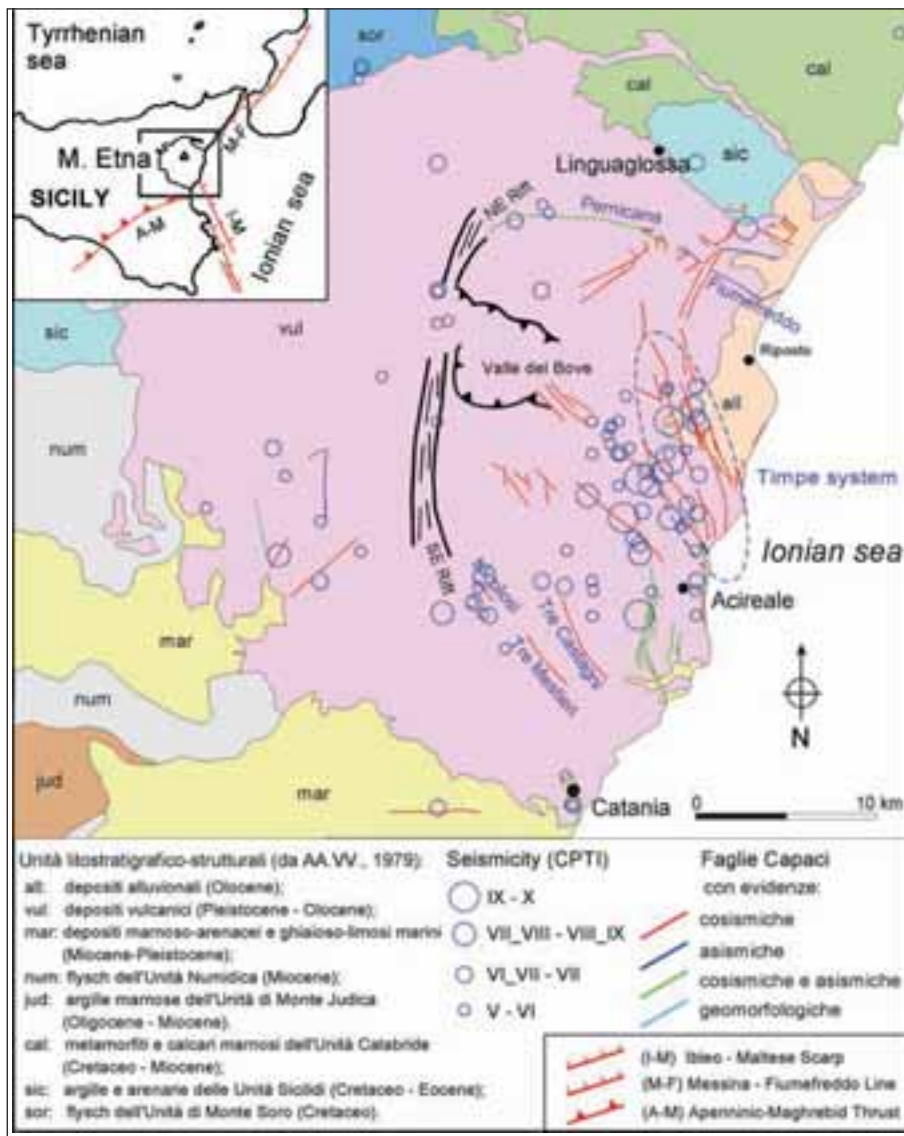 Tyrrhenian
sea
M. Etna
SICILY
M-F
I-M
A-M
Ionian sea
sor
cal
cal
sic
Linguaglossa
NE Rift
Pernicana
Fiumefreddo
sic
vul
Riposto
Valle del Bove
all
num
Timpe system
Ionian sea
SE Rift
Tre Castagni
Acireale
mar
num
N
jud
mar
Catania
0 10 km
Unità litostratigrafico-strutturali (da AA.VV., 1979):
all: depositi alluvionali (Olocene);
vul: depositi vulcanici (Pleistocene - Olocene);
mar: depositi marnoso-arenacei e ghiaioso-limosi marini
(Miocene-Pleistocene);
num: flysch dell'Unità Numidica (Miocene);
jud: argille marnose dell'Unità di Monte Judica
(Oligocene - Miocene).
cal: metamorfiti e calcari marnosi dell'Unità Calabride
(Cretaceo - Miocene);
sic: argille e arenarie delle Unità Sicilidi (Cretaceo - Eocene);
sor: flysch dell'Unità di Monte Soro (Cretaceo).
Seismicity (CPTI)
IX - X
VII_VIII - VIII_IX
VI_VII - VII
V - VI
Faglie Capaci
con evidenze:
cosismiche
asismiche
cosismiche e asismiche
geomorfologiche
(I-M) Ibleo - Maltese Scarp
(M-F) Messina - Fiumefreddo Line
(A-M) Apenninic-Maghrebid Thrust